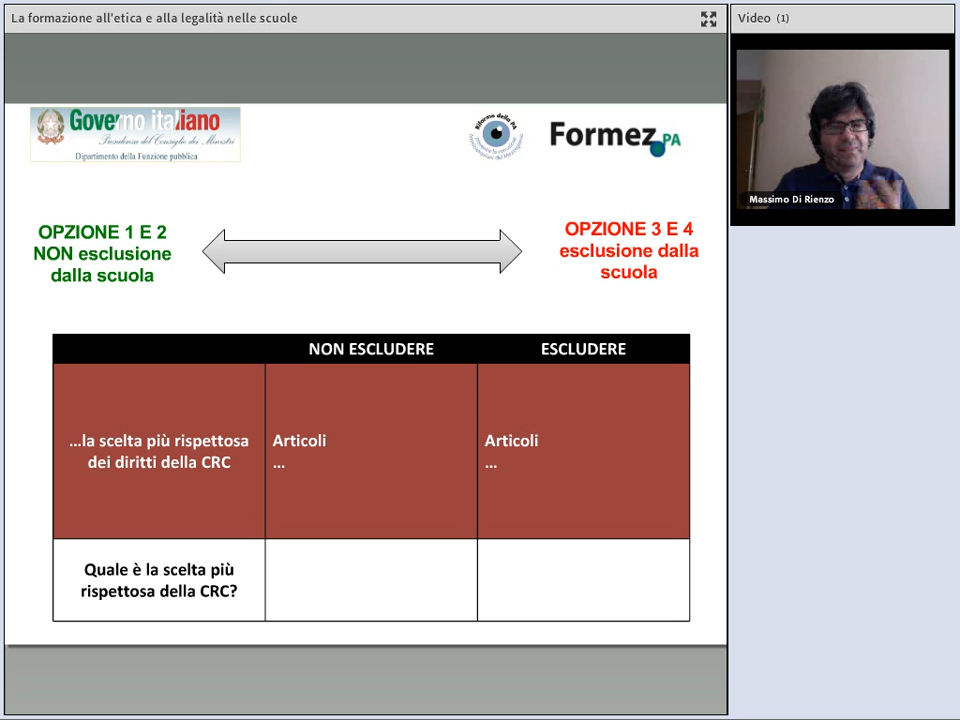 La formazione all'etica e alla legalità nelle scuole
Video (1)
Governo italiano
Presidenza del Consiglio dei Ministri
Dipartimento della Funzione pubblica
Riforma della PA
Formez PA
Massimo Di Rienzo
OPZIONE 1 E 2
NON esclusione
dalla scuola
OPZIONE 3 E 4
esclusione dalla
scuola
NON ESCLUDERE
ESCLUDERE
...la scelta più rispettosa
dei diritti della CRC
Articoli
...
Articoli
...
Quale è la scelta più
rispettosa della CRC?